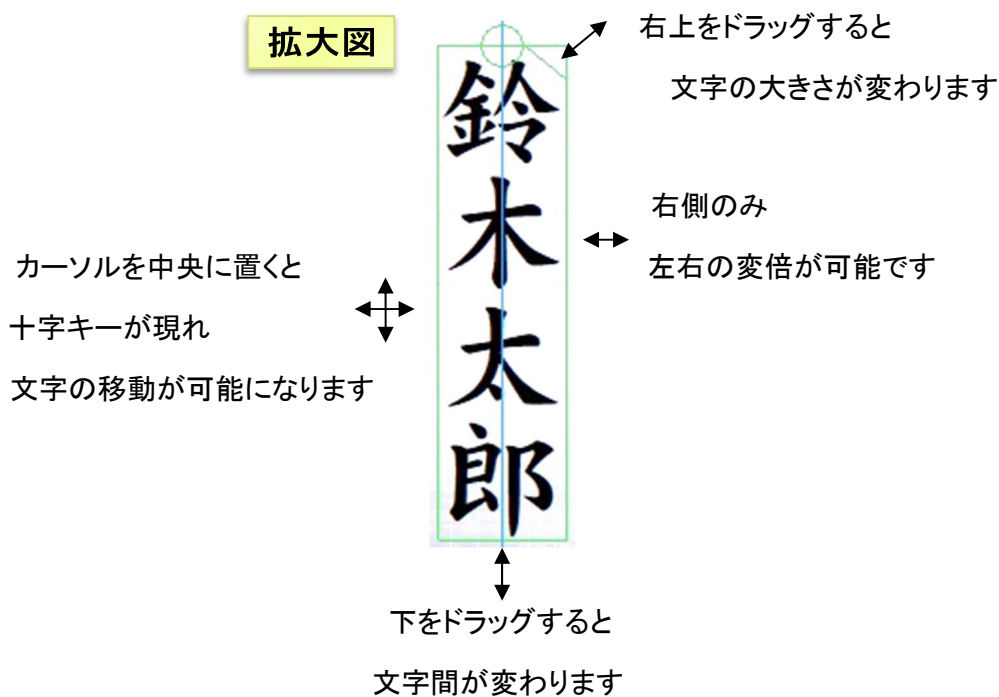 拡大図
右上をドラッグすると
文字の大きさが変わります
鈴木太郎
右側のみ
左右の変倍が可能です
カーソルを中央に置くと
十字キーが現れ
文字の移動が可能になります
下をドラッグすると
文字間が変わります